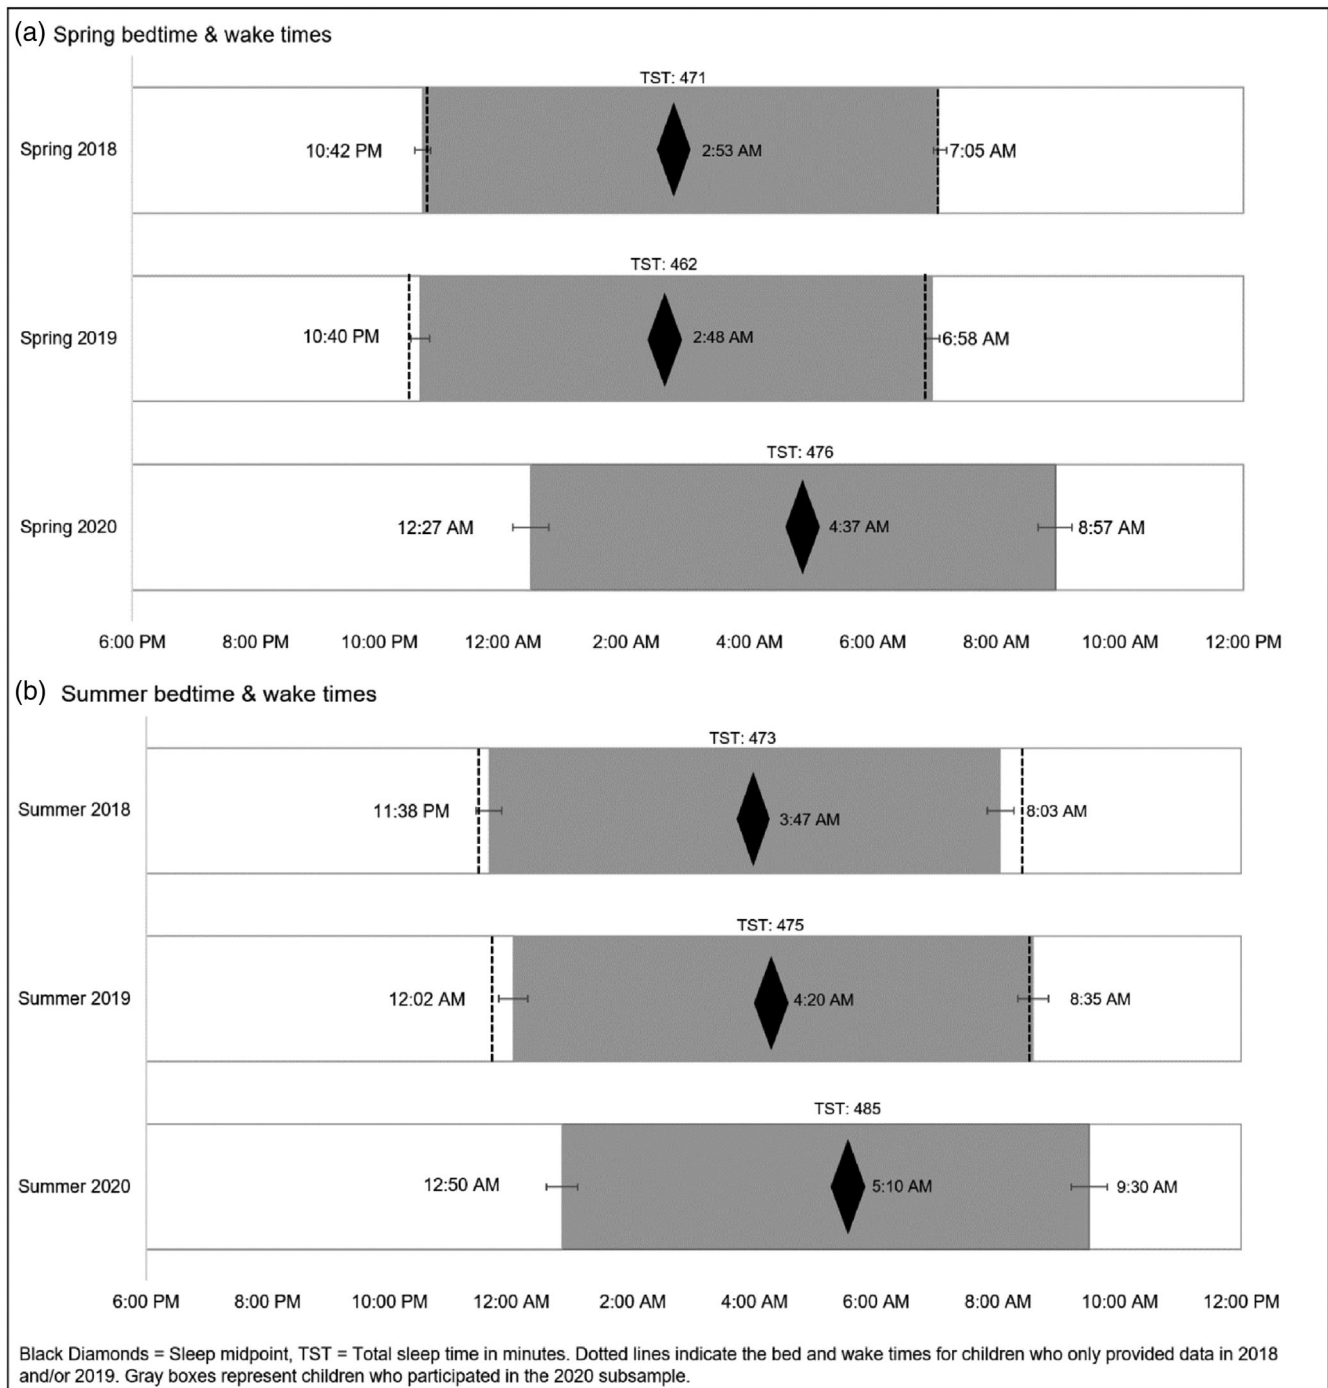 (a) Spring bedtime & wake times
TST: 471
Spring 2018 10:42 PM 2:53 AM 7:05 AM
TST: 462
Spring 2019 10:40 PM 2:48 AM 6:58 AM
TST: 476
Spring 2020 12:27 AM 4:37 AM 8:57 AM
6:00 PM 8:00 PM 10:00 PM 12:00 AM 2:00 AM 4:00 AM 6:00 AM 8:00 AM 10:00 AM 12:00 PM
(b) Summer bedtime & wake times
TST: 473
Summer 2018 11:38 PM 3:47 AM 8:03 AM
TST: 475
Summer 2019 12:02 AM 4:20 AM 8:35 AM
TST: 485
Summer 2020 12:50 AM 5:10 AM 9:30 AM
6:00 PM 8:00 PM 10:00 PM 12:00 AM 2:00 AM 4:00 AM 6:00 AM 8:00 AM 10:00 AM 12:00 PM
Black Diamonds = Sleep midpoint, TST = Total sleep time in minutes. Dotted lines indicate the bed and wake times for children who only provided data in 2018
and/or 2019. Gray boxes represent children who participated in the 2020 subsample.